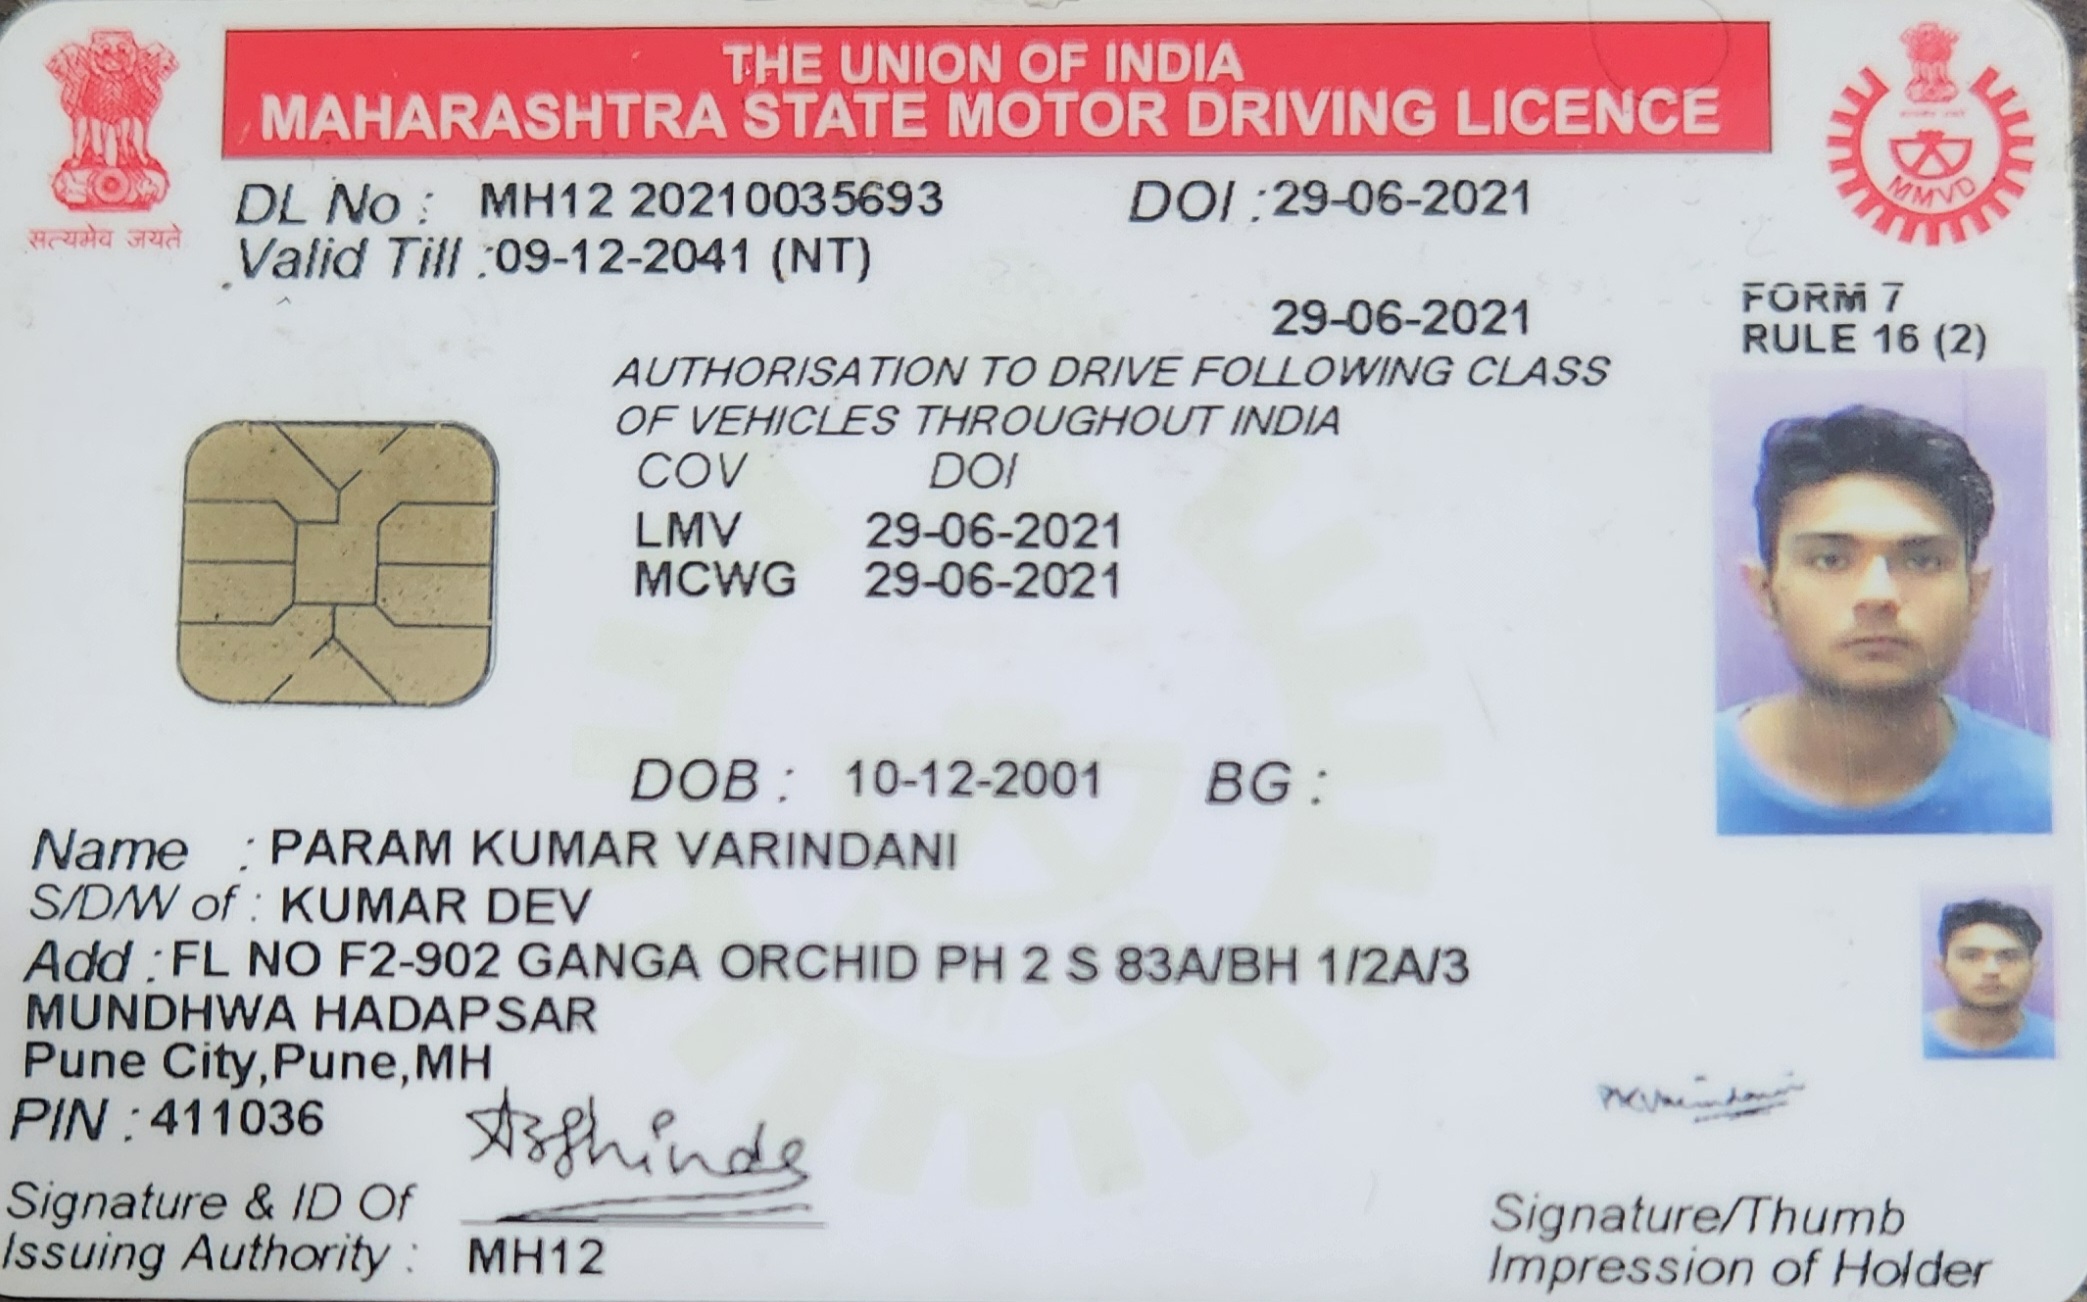 THE UNION OF INDIA
MAHARASHTRA STATE MOTOR DRIVING LICENCE
सत्यमेव जयते
MMVD
DL No : MH12 20210035693 DOI : 29-06-2021
Valid Till : 09-12-2041 (NT)
29-06-2021
FORM 7
RULE 16 (2)
AUTHORISATION TO DRIVE FOLLOWING CLASS
OF VEHICLES THROUGHOUT INDIA
COV DOI
LMV 29-06-2021
MCWG 29-06-2021
DOB : 10-12-2001 BG :
Name : PARAM KUMAR VARINDANI
S/D/W of : KUMAR DEV
Add : FL NO F2-902 GANGA ORCHID PH 2 S 83A/BH 1/2A/3
MUNDHWA HADAPSAR
Pune City,Pune,MH
PIN : 411036
Signature & ID Of
Issuing Authority : MH12
Signature/Thumb
Impression of Holder